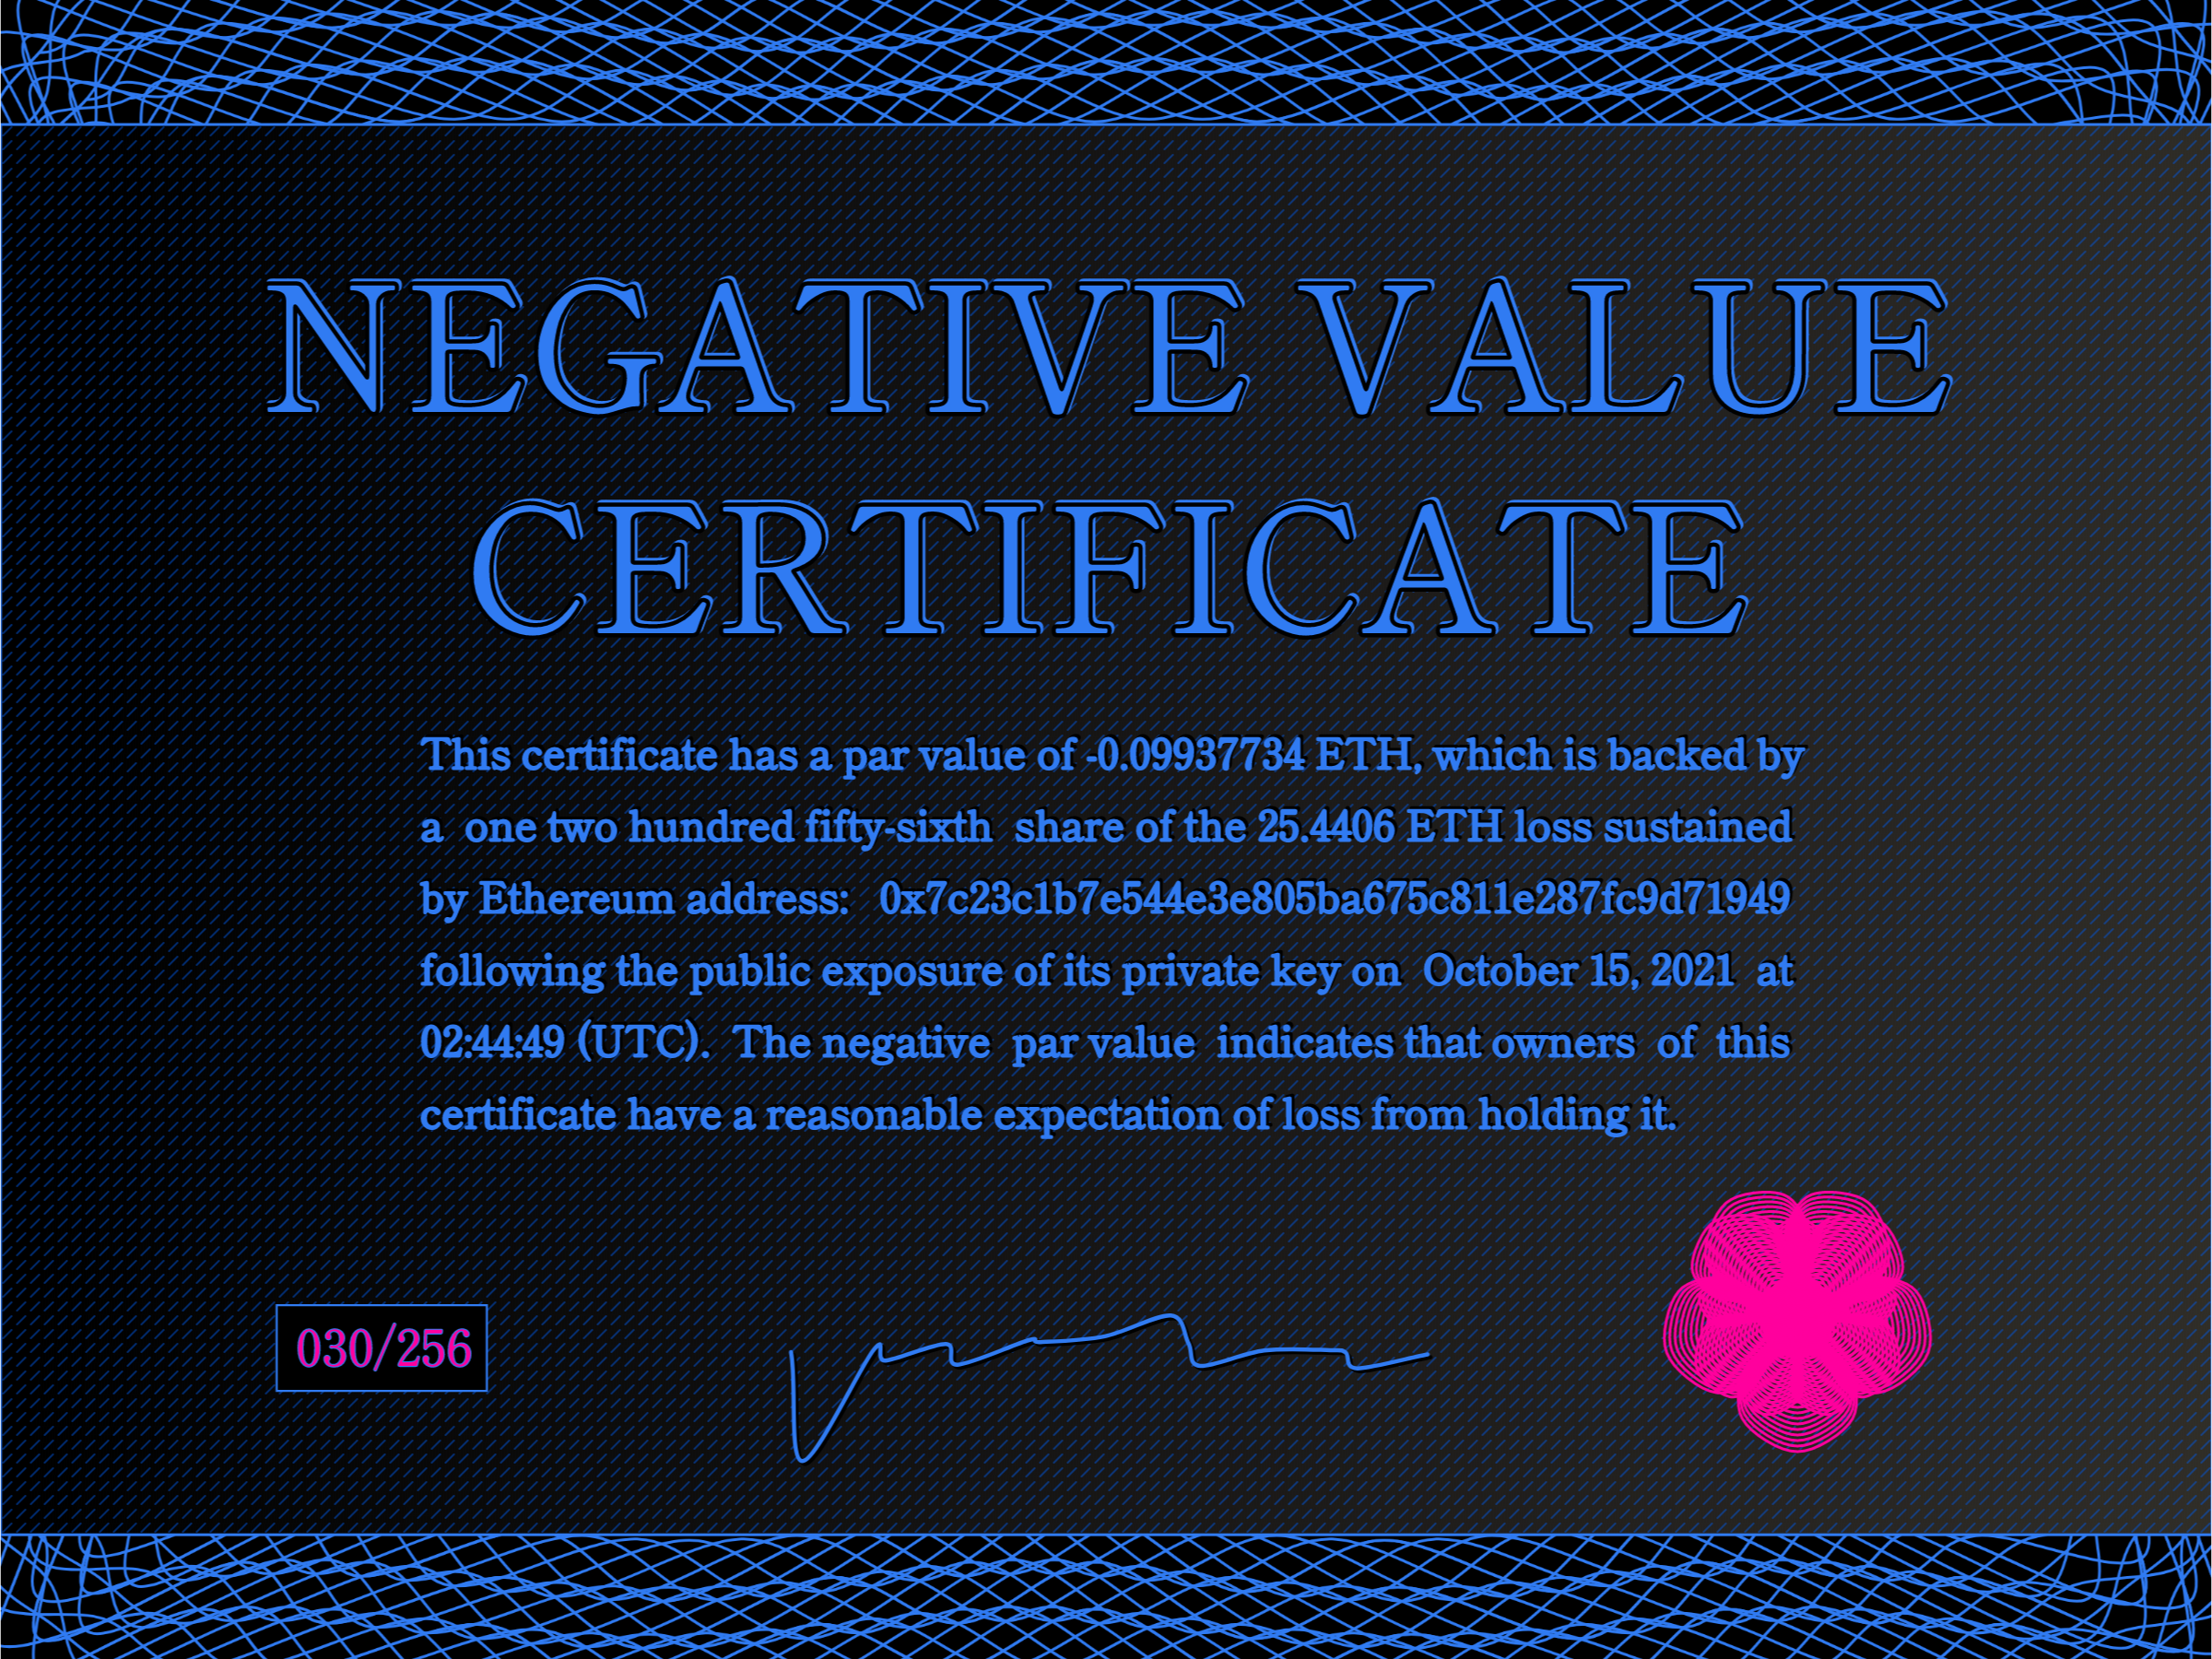 NEGATIVE VALUE
CERTIFICATE
This certificate has a par value of -0.09937734 ETH, which is backed by
a one two hundred fifty-sixth share of the 25.4406 ETH loss sustained
by Ethereum address: 0x7c23c1b7e544e3e805ba675c811e287fc9d71949
following the public exposure of its private key on October 15, 2021 at
02:44:49 (UTC). The negative par value indicates that owners of this
certificate have a reasonable expectation of loss from holding it.
030/256